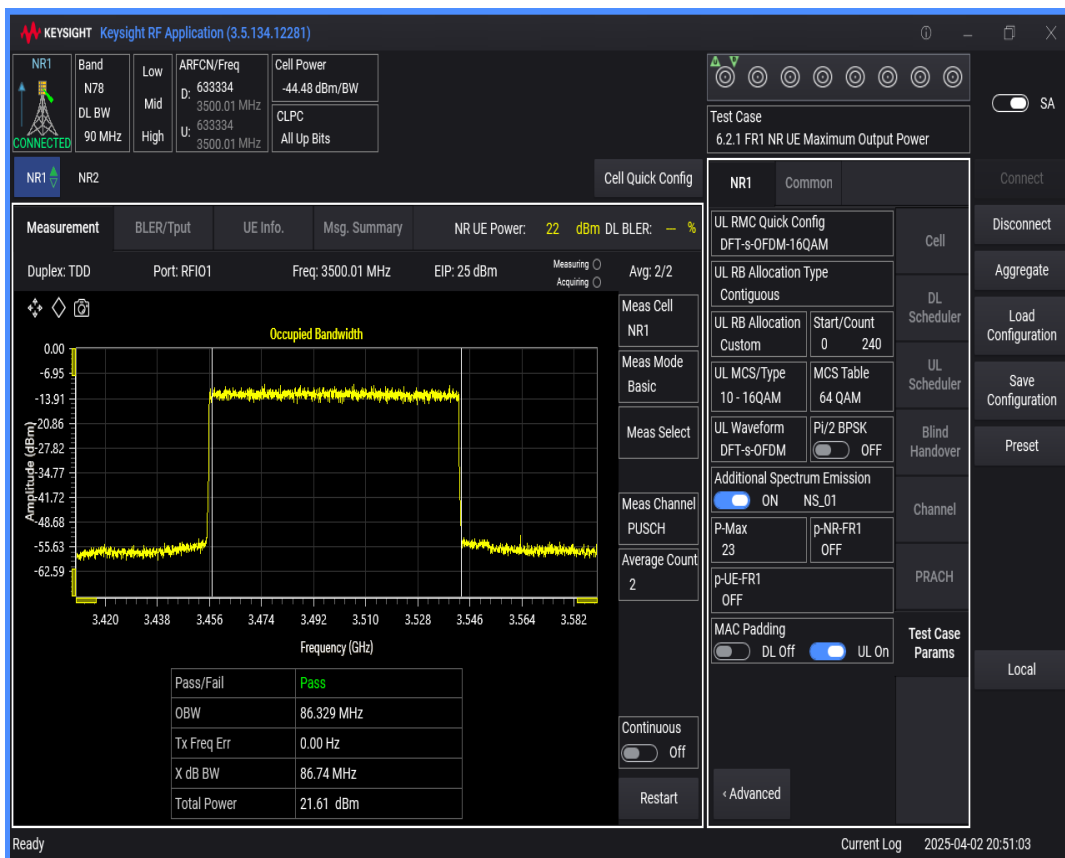 KEYSIGHT Keysight RF Application (3.5.134.12281)
NR1
CONNECTED
Band
N78
DL BW
90 MHz
Low
Mid
High
ARFCN/Freq
D: 633334
3500.01 MHz
U: 633334
3500.01 MHz
Cell Power
-44.48 dBm/BW
CLPC
All Up Bits
Test Case
6.2.1 FR1 NR UE Maximum Output Power
SA
NR1 NR2 Cell Quick Config
Measurement BLER/Tput UE Info. Msg. Summary NR UE Power: 22 dBm DL BLER: — %
Duplex: TDD Port: RFIO1 Freq: 3500.01 MHz EIP: 25 dBm Measuring Acquiring Avg: 2/2
Occupied Bandwidth
Amplitude (dBm)
0.00
-6.95
-13.91
-20.86
-27.82
-34.77
-41.72
-48.68
-55.63
-62.59
3.420 3.438 3.456 3.474 3.492 3.510 3.528 3.546 3.564 3.582
Frequency (GHz)
Pass/Fail Pass
OBW 86.329 MHz
Tx Freq Err 0.00 Hz
X dB BW 86.74 MHz
Total Power 21.61 dBm
Meas Cell
NR1
Meas Mode
Basic
Meas Select
Meas Channel
PUSCH
Average Count
2
Continuous
Off
Restart
NR1 Common
UL RMC Quick Config
DFT-s-OFDM-16QAM
UL RB Allocation Type
Contiguous
UL RB Allocation Start/Count
Custom 0 240
UL MCS/Type MCS Table
10 - 16QAM 64 QAM
UL Waveform Pi/2 BPSK
DFT-s-OFDM OFF
Additional Spectrum Emission
ON NS_01
P-Max p-NR-FR1
23 OFF
p-UE-FR1
OFF
MAC Padding
DL Off UL On
‹ Advanced
Cell
DL
Scheduler
UL
Scheduler
Blind
Handover
Channel
PRACH
Test Case
Params
Connect
Disconnect
Aggregate
Load
Configuration
Save
Configuration
Preset
Local
Ready Current Log 2025-04-02 20:51:03